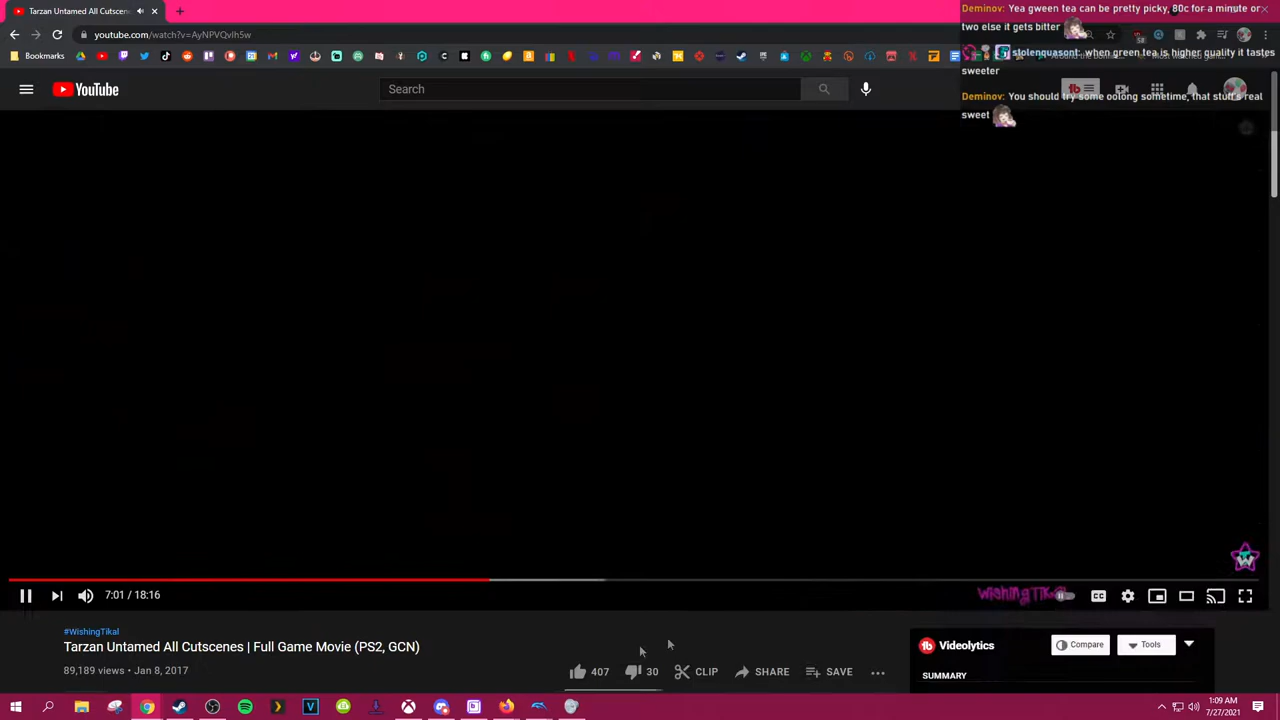 Tarzan Untamed All Cutscen
Deminov: Yea gween tea can be pretty picky, 80c for a minute or
two else it gets bitter
youtube.com/watch?v=AyNPVQvIh5w
stolenquasont: when green tea is higher quality it tastes
sweeter
Bookmarks
YouTube
Search
Deminov: You should try some oolong sometime, that stuff's real
sweet
7:01 / 18:16
WishingTik
#WishingTikal
Tarzan Untamed All Cutscenes | Full Game Movie (PS2, GCN)
89,189 views • Jan 8, 2017
407
30
CLIP
SHARE
SAVE
Videolytics
Compare
Tools
SUMMARY
1:09 AM
7/27/2021